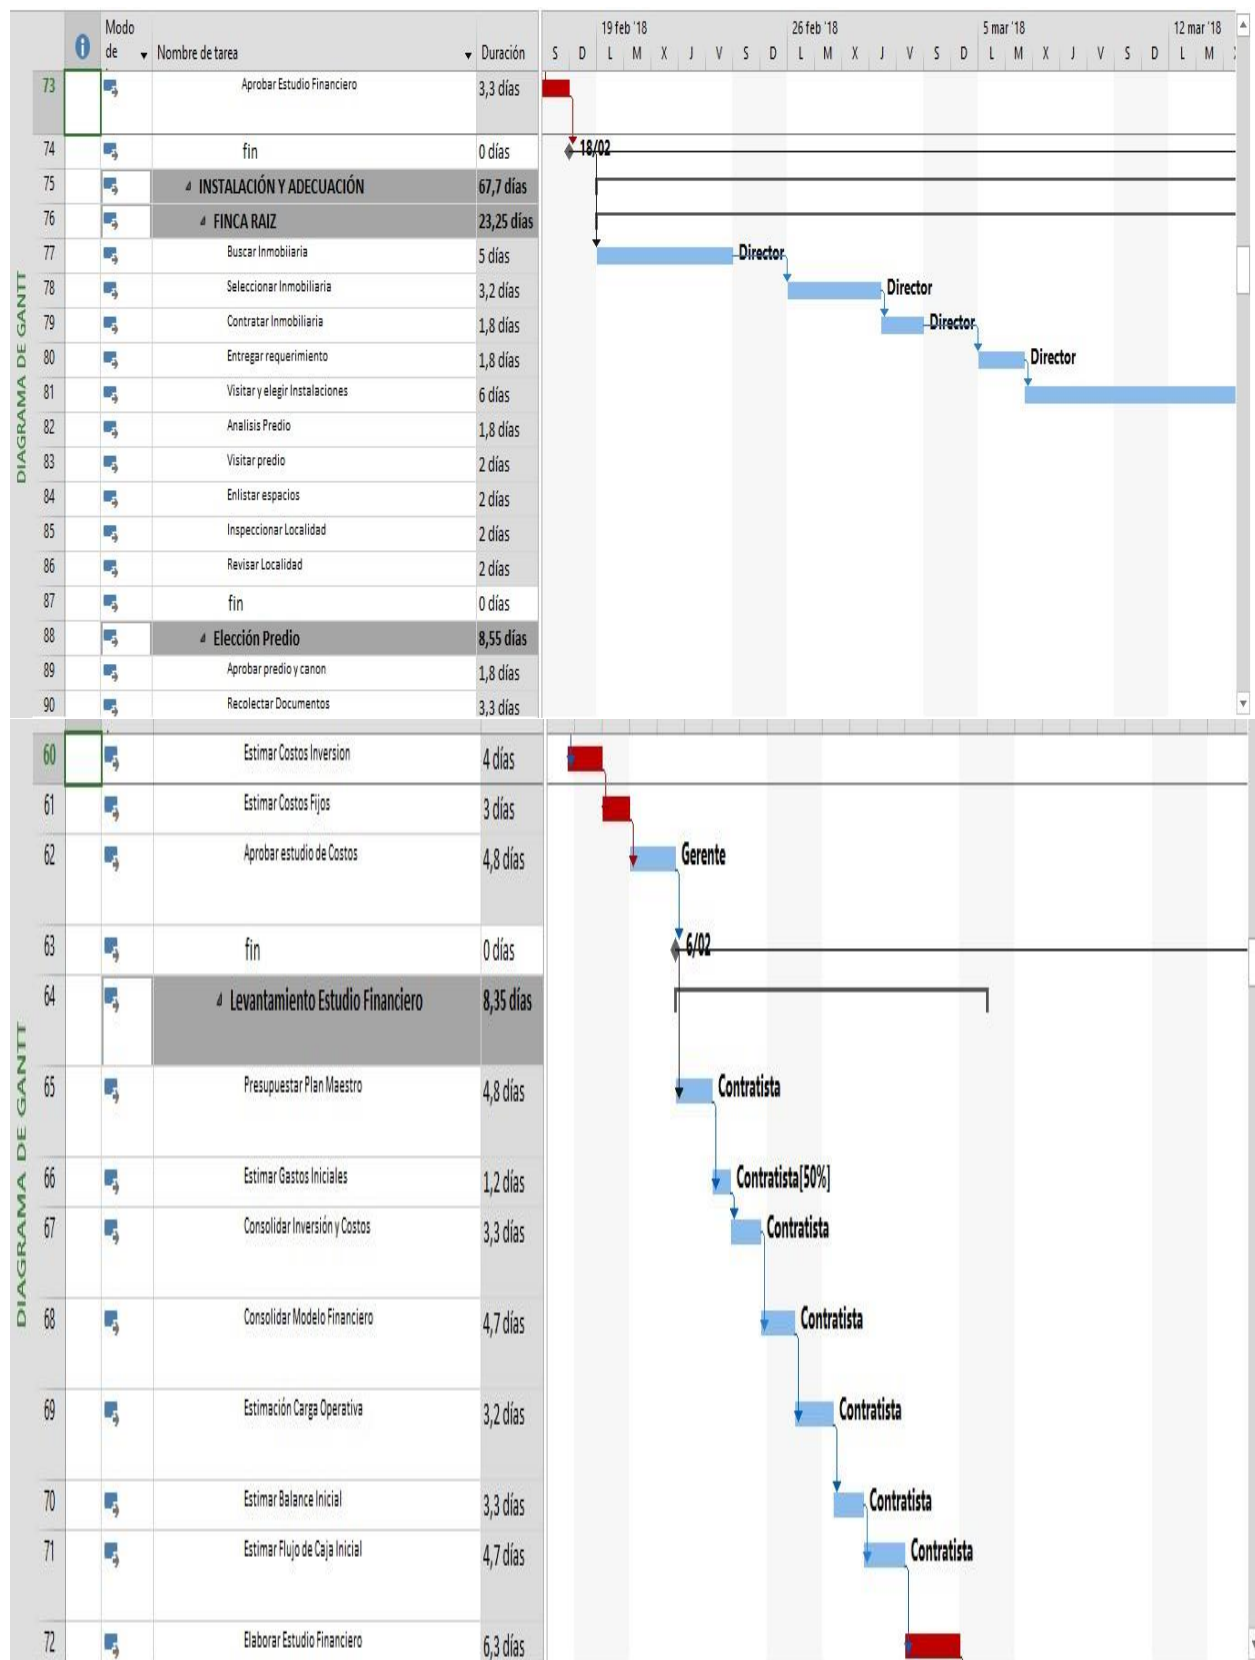 Modo
de
Nombre de tarea
Duración
19 feb '18
26 feb '18
5 mar '18
12 mar '18
S D L M X J V S D L M X J V S D L M X J V S D L M
DIAGRAMA DE GANTT
73 Aprobar Estudio Financiero 3,3 días
74 fin 0 días 18/02
75 INSTALACIÓN Y ADECUACIÓN 67,7 días
76 FINCA RAIZ 23,25 días
77 Buscar Inmobiiaria 5 días Director
78 Seleccionar Inmobiliaria 3,2 días Director
79 Contratar Inmobiliaria 1,8 días Director
80 Entregar requerimiento 1,8 días Director
81 Visitar y elegir Instalaciones 6 días
82 Analisis Predio 1,8 días
83 Visitar predio 2 días
84 Enlistar espacios 2 días
85 Inspeccionar Localidad 2 días
86 Revisar Localidad 2 días
87 fin 0 días
88 Elección Predio 8,55 días
89 Aprobar predio y canon 1,8 días
90 Recolectar Documentos 3,3 días
DIAGRAMA DE GANTT
60 Estimar Costos Inversion 4 días
61 Estimar Costos Fijos 3 días
62 Aprobar estudio de Costos 4,8 días Gerente
63 fin 0 días 6/02
64 Levantamiento Estudio Financiero 8,35 días
65 Presupuestar Plan Maestro 4,8 días Contratista
66 Estimar Gastos Iniciales 1,2 días Contratista[50%]
67 Consolidar Inversión y Costos 3,3 días Contratista
68 Consolidar Modelo Financiero 4,7 días Contratista
69 Estimación Carga Operativa 3,2 días Contratista
70 Estimar Balance Inicial 3,3 días Contratista
71 Estimar Flujo de Caja Inicial 4,7 días Contratista
72 Elaborar Estudio Financiero 6,3 días